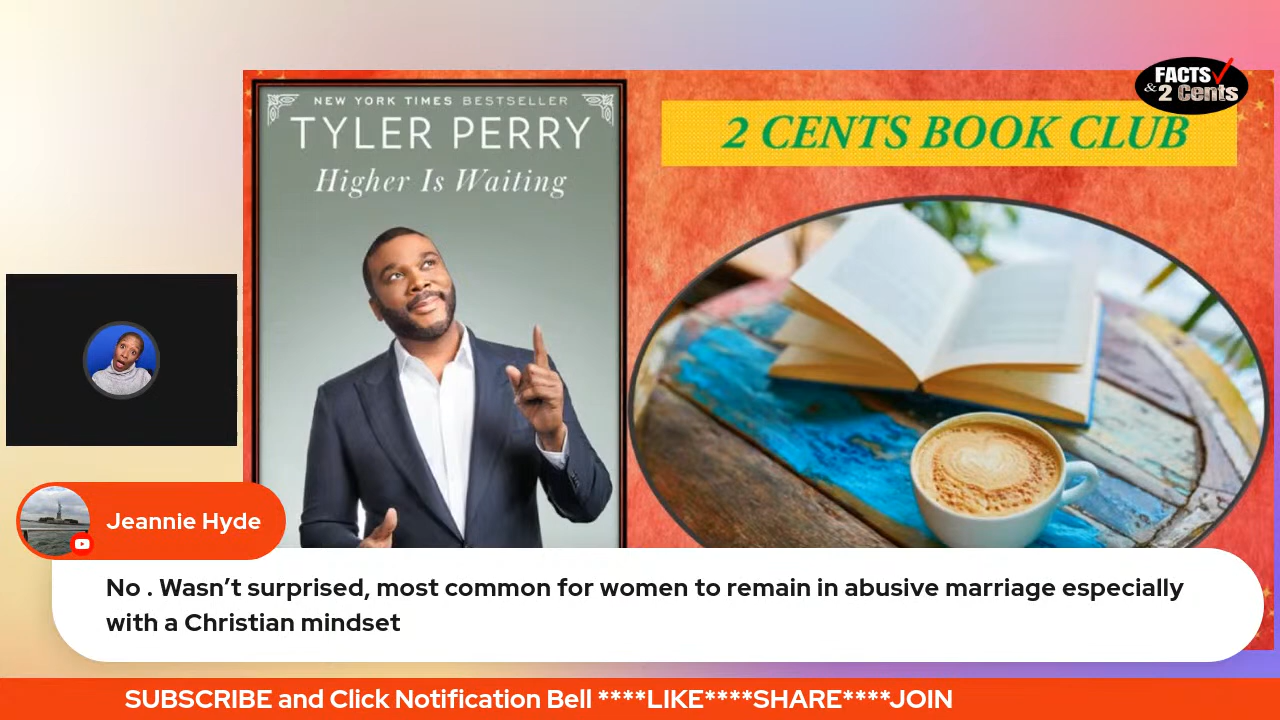 FACTS
& 2 Cents
NEW YORK TIMES BESTSELLER
TYLER PERRY
Higher Is Waiting
2 CENTS BOOK CLUB
Jeannie Hyde
No . Wasn’t surprised, most common for women to remain in abusive marriage especially
with a Christian mindset
SUBSCRIBE and Click Notification Bell ****LIKE****SHARE****JOIN